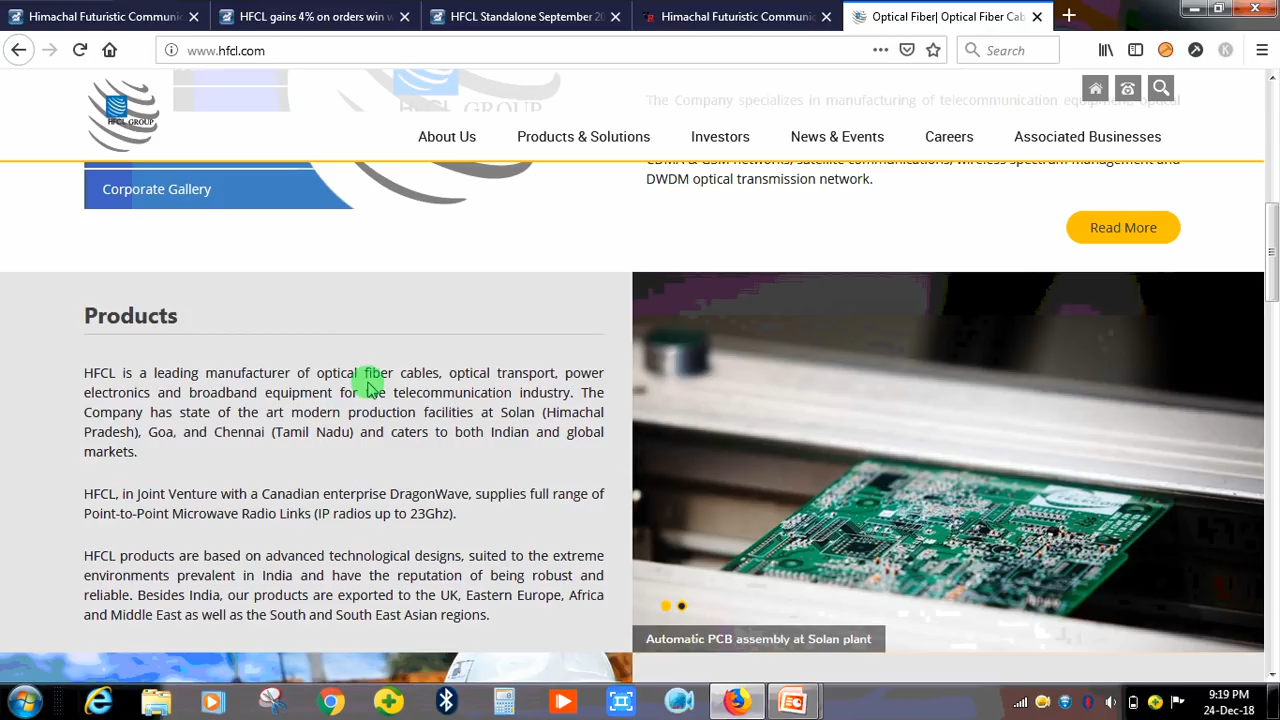 Himachal Futuristic Communic
HFCL gains 4% on orders win w
HFCL Standalone September 20
Himachal Futuristic Communic
Optical Fiber| Optical Fiber Cab
www.hfcl.com
Search
HFCL GROUP
HFCL GROUP
The Company specializes in manufacturing of telecommunication equipment, optical
About Us
Products & Solutions
Investors
News & Events
Careers
Associated Businesses
CDMA & GSM networks, satellite communications, wireless spectrum management and
DWDM optical transmission network.
Corporate Gallery
Read More
Products
HFCL is a leading manufacturer of optical fiber cables, optical transport, power
electronics and broadband equipment for the telecommunication industry. The
Company has state of the art modern production facilities at Solan (Himachal
Pradesh), Goa, and Chennai (Tamil Nadu) and caters to both Indian and global
markets.
HFCL, in Joint Venture with a Canadian enterprise DragonWave, supplies full range of
Point-to-Point Microwave Radio Links (IP radios up to 23Ghz).
HFCL products are based on advanced technological designs, suited to the extreme
environments prevalent in India and have the reputation of being robust and
reliable. Besides India, our products are exported to the UK, Eastern Europe, Africa
and Middle East as well as the South and South East Asian regions.
Automatic PCB assembly at Solan plant
9:19 PM
24-Dec-18